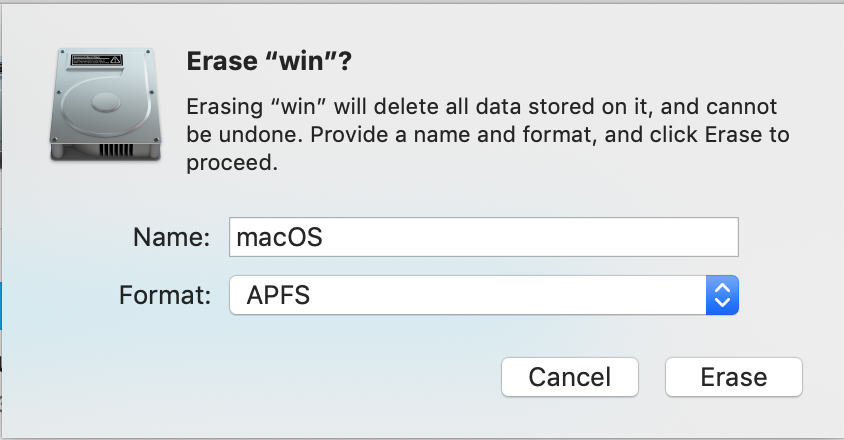 Erase “win”?
Erasing “win” will delete all data stored on it, and cannot
be undone. Provide a name and format, and click Erase to
proceed.
Name: macOS
Format: APFS
Cancel Erase